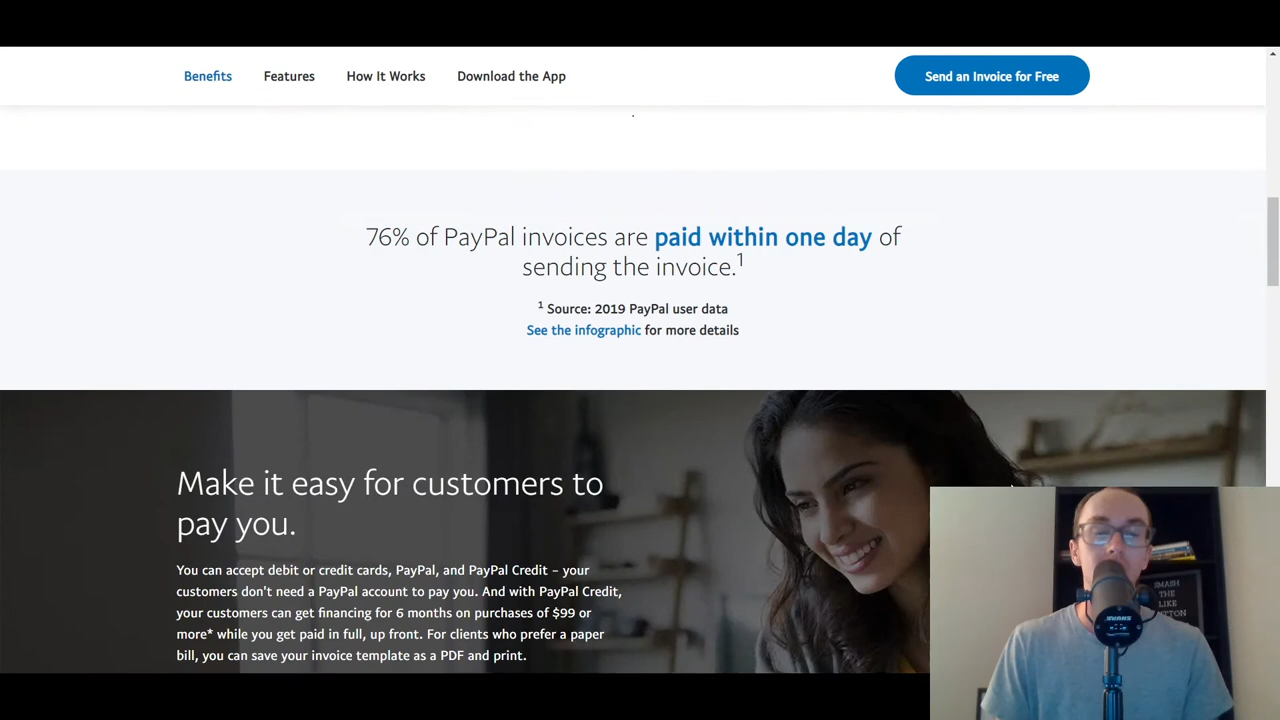 Benefits
Features
How It Works
Download the App
Send an Invoice for Free
76% of PayPal invoices are paid within one day of
sending the invoice.1
1 Source: 2019 PayPal user data
See the infographic for more details
Make it easy for customers to
pay you.
You can accept debit or credit cards, PayPal, and PayPal Credit – your
customers don't need a PayPal account to pay you. And with PayPal Credit,
your customers can get financing for 6 months on purchases of $99 or
more* while you get paid in full, up front. For clients who prefer a paper
bill, you can save your invoice template as a PDF and print.
SMASH
THE
LIKE
SHURE